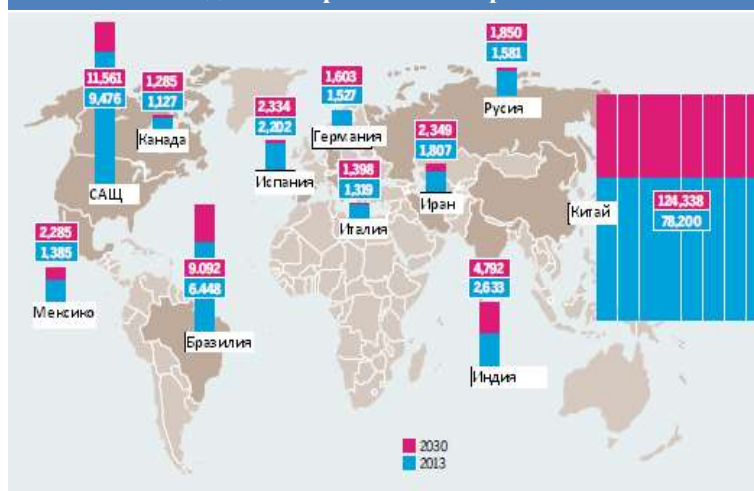 11,561
9,476
САЩ
1,285
1,127
Канада
2,334
2,202
Испания
1,603
1,527
Германия
1,398
1,319
Италия
2,349
1,807
Иран
1,850
1,581
Русия
Китай
124,338
78,200
2,285
1,385
Мексико
9.092
6.448
Бразилия
4,792
2,633
Индия
2030
2013